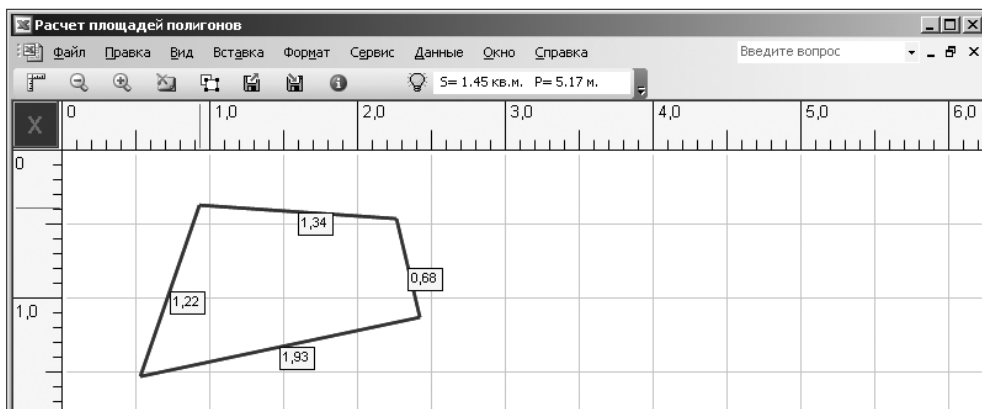 Расчет площадей полигонов
Файл Правка Вид Вставка Формат Сервис Данные Окно Справка Введите вопрос
S= 1.45 кв.м. P= 5.17 м.
X 0 1,0 2,0 3,0 4,0 5,0 6,0
0
1,34
0,68
1,22
1,0
1,93